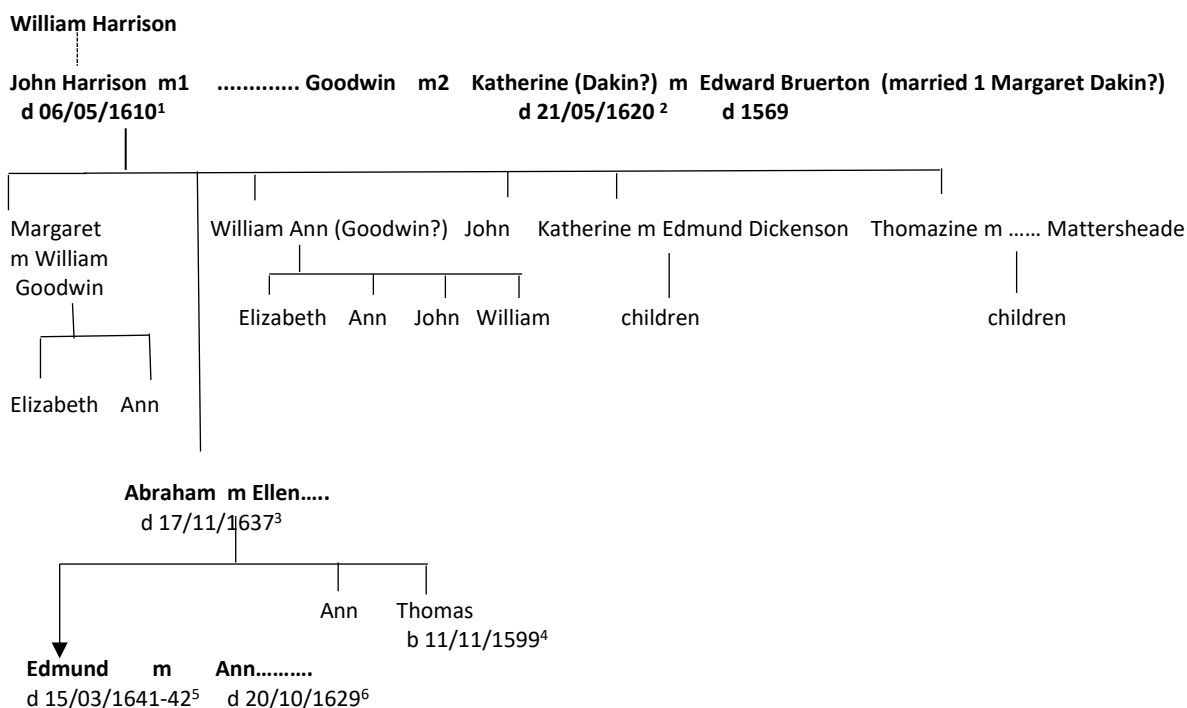 William Harrison
John Harrison m1 ............. Goodwin m2 Katherine (Dakin?) m Edward Bruerton (married 1 Margaret Dakin?)
d 06/05/1610¹ d 21/05/1620 ² d 1569
Margaret William Ann (Goodwin?) John Katherine m Edmund Dickenson Thomazine m …... Mattersheade
m William
Goodwin
Elizabeth Ann John William children children
Elizabeth Ann
Abraham m Ellen…..
d 17/11/1637³
Ann Thomas
b 11/11/1599⁴
Edmund m Ann……….
d 15/03/1641-42⁵ d 20/10/1629⁶